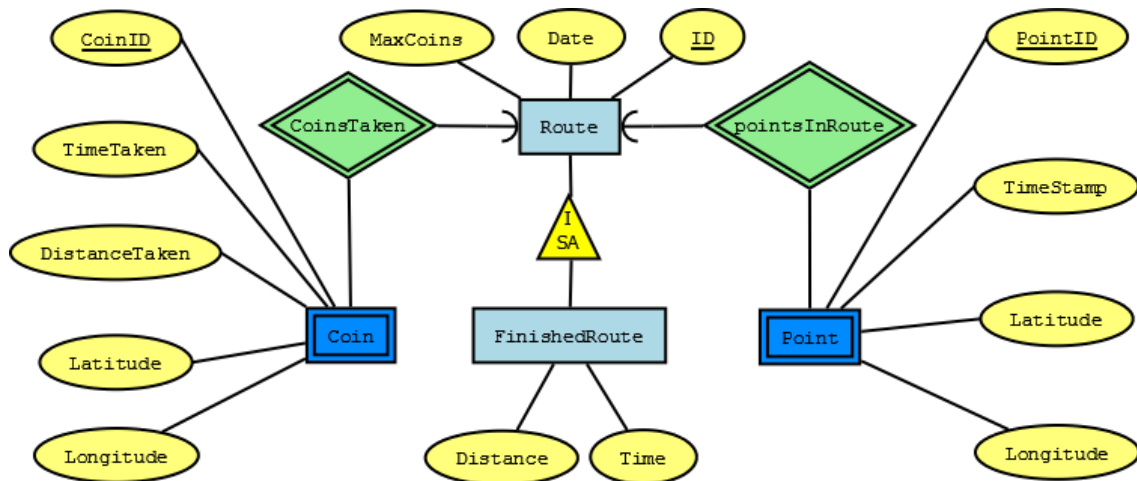 CoinID
MaxCoins
Date
ID
PointID
CoinsTaken
Route
pointsInRoute
TimeTaken
TimeStamp
I
SA
DistanceTaken
Coin
FinishedRoute
Point
Latitude
Latitude
Longitude
Distance
Time
Longitude